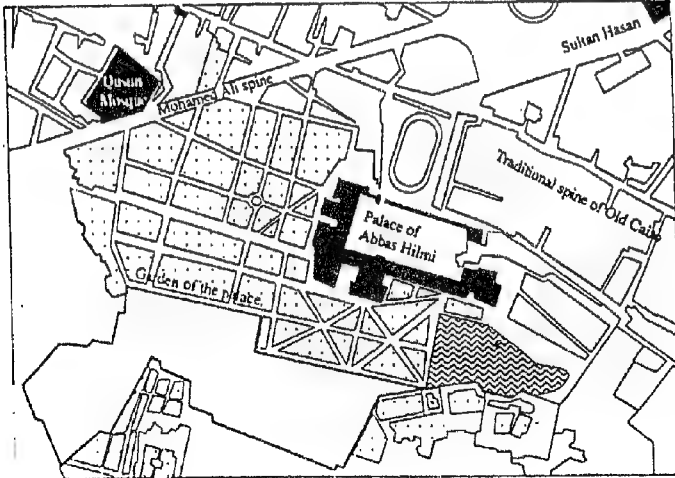 Sultan Hasan
Mohamed Ali spine
Traditional spine of Old Cairo
Palace of
Abbas Hilmi
Garden of the palace